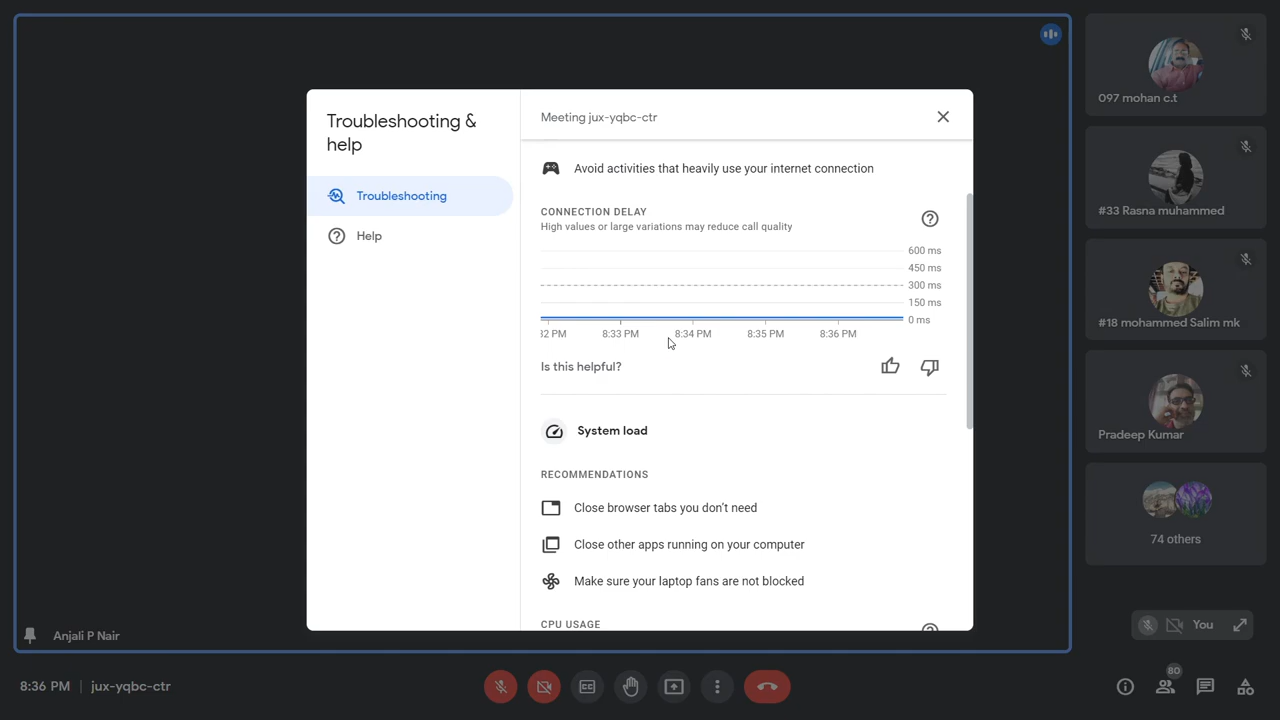 Troubleshooting &
help
Troubleshooting
Help
Meeting jux-yqbc-ctr
Avoid activities that heavily use your internet connection
CONNECTION DELAY
High values or large variations may reduce call quality
600 ms
450 ms
300 ms
150 ms
0 ms
32 PM 8:33 PM 8:34 PM 8:35 PM 8:36 PM
Is this helpful?
System load
RECOMMENDATIONS
Close browser tabs you don't need
Close other apps running on your computer
Make sure your laptop fans are not blocked
CPU USAGE
097 mohan c.t
#33 Rasna muhammed
#18 mohammed Salim mk
Pradeep Kumar
74 others
You
Anjali P Nair
8:36 PM | jux-yqbc-ctr
80